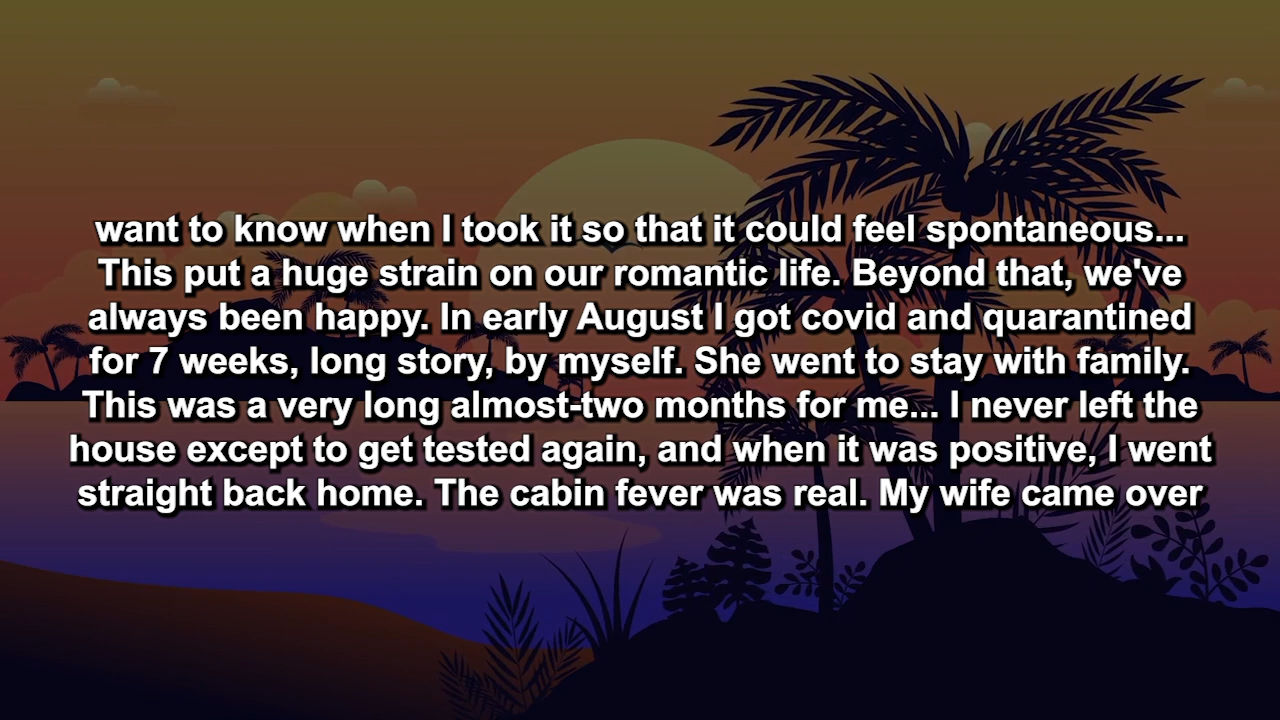 want to know when I took it so that it could feel spontaneous...
This put a huge strain on our romantic life. Beyond that, we've
always been happy. In early August I got covid and quarantined
for 7 weeks, long story, by myself. She went to stay with family.
This was a very long almost-two months for me... I never left the
house except to get tested again, and when it was positive, I went
straight back home. The cabin fever was real. My wife came over